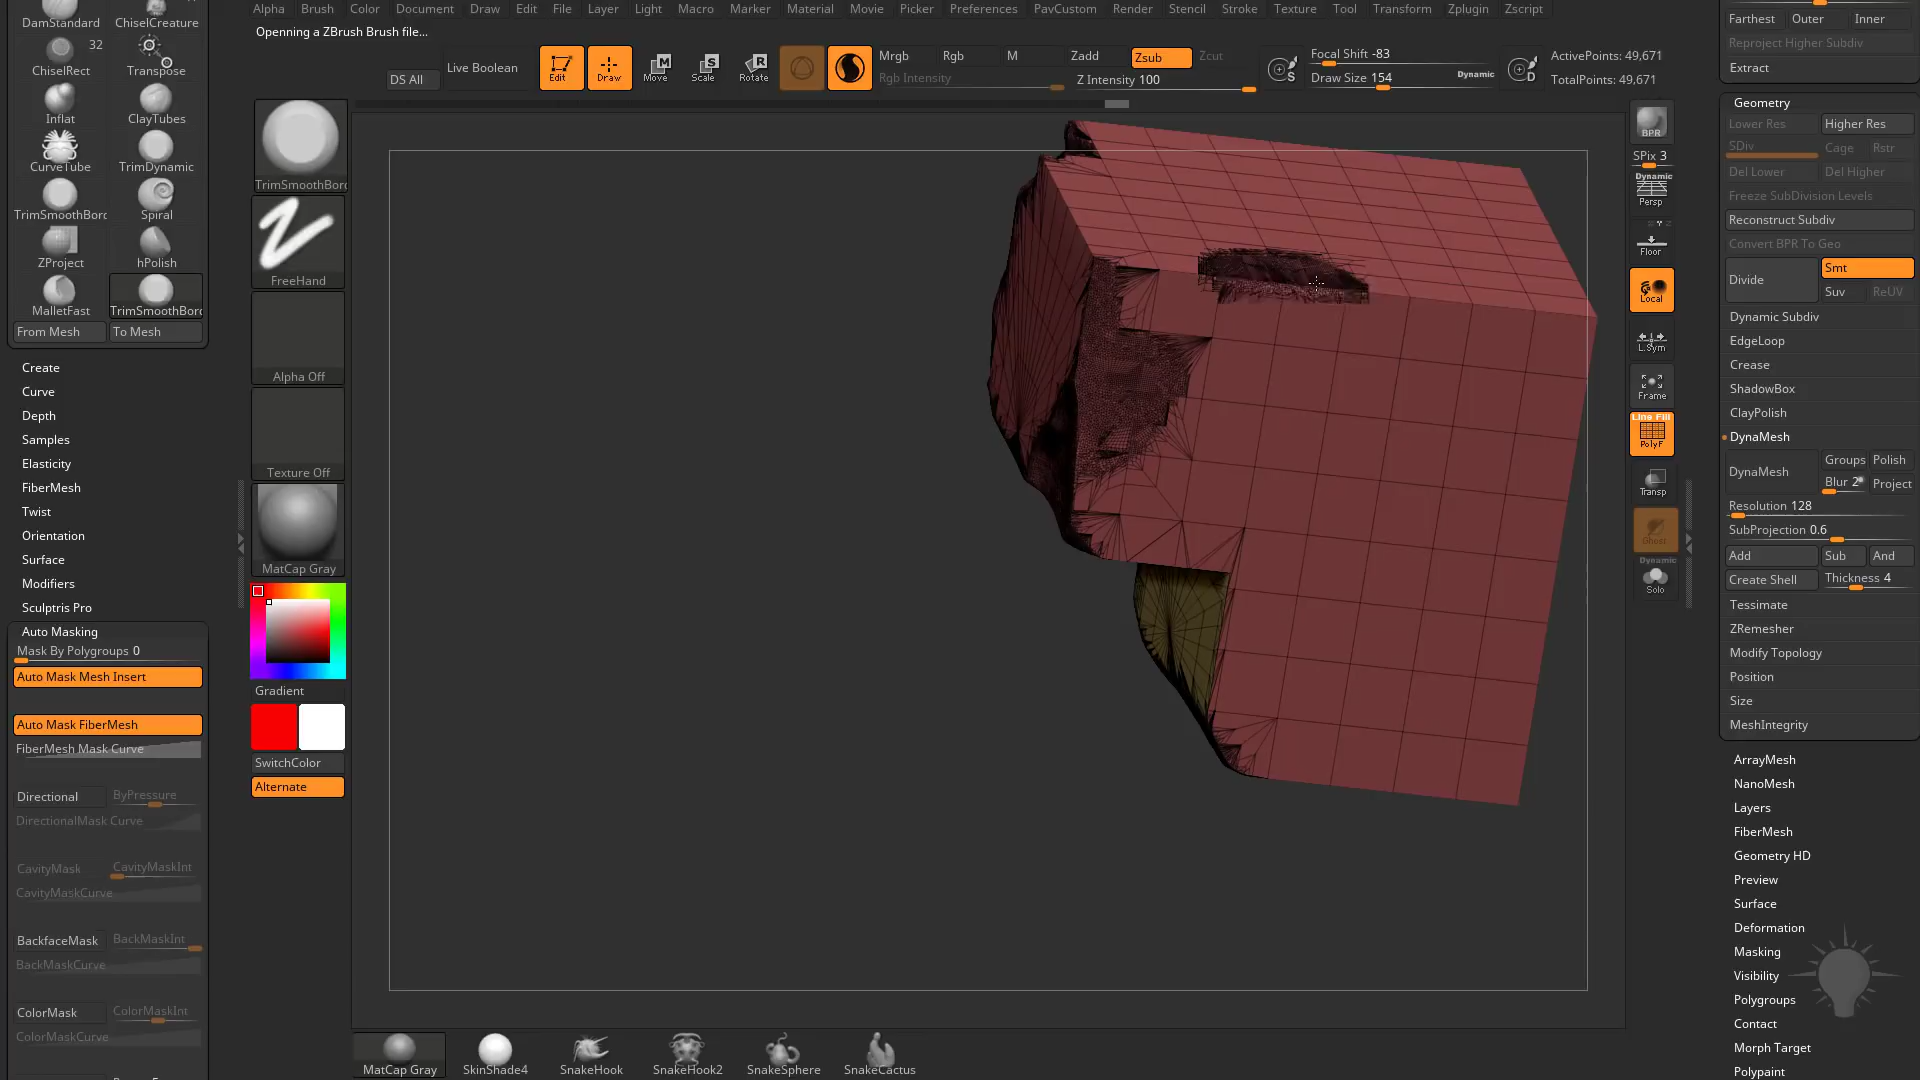 Alpha Brush Color Document Draw Edit File Layer Light Macro Marker Material Movie Picker Preferences PavCustom Render Stencil Stroke Texture Tool Transform Zplugin Zscript
Openning a ZBrush Brush file...
DamStandard ChiselCreature
32
ChiselRect Transpose
Inflat ClayTubes
CurveTube TrimDynamic
TrimSmoothBord Spiral
ZProject hPolish
MalletFast TrimSmoothBord
From Mesh To Mesh
Create
Curve
Depth
Samples
Elasticity
FiberMesh
Twist
Orientation
Surface
Modifiers
Sculptris Pro
Auto Masking
Mask By Polygroups 0
Auto Mask Mesh Insert
Auto Mask FiberMesh
FiberMesh Mask Curve
Directional ByPressure
DirectionalMask Curve
CavityMask CavityMaskInt
CavityMaskCurve
BackfaceMask BackMaskInt
BackMaskCurve
ColorMask ColorMaskInt
ColorMaskCurve
DS All
Live Boolean
Edit
Draw
Move
Scale
Rotate
Mrgb Rgb M Zadd Zsub Zcut
Rgb Intensity
Z Intensity 100
Focal Shift -83
Draw Size 154
Dynamic
ActivePoints: 49,671
TotalPoints: 49,671
TrimSmoothBord
FreeHand
Alpha Off
Texture Off
MatCap Gray
Gradient
SwitchColor
Alternate
BPR
SPix 3
Dynamic
Persp
Floor
Local
L.Sym
Frame
Line Fill
PolyF
Transp
Ghost
Dynamic
Solo
Farthest Outer Inner
Reproject Higher Subdiv
Extract
Geometry
Lower Res Higher Res
SDiv Cage Rstr
Del Lower Del Higher
Freeze SubDivision Levels
Reconstruct Subdiv
Convert BPR To Geo
Divide
Smt
Suv ReUV
Dynamic Subdiv
EdgeLoop
Crease
ShadowBox
ClayPolish
DynaMesh
DynaMesh
Groups Polish
Blur 2 Project
Resolution 128
SubProjection 0.6
Add Sub And
Create Shell Thickness 4
Tessimate
ZRemesher
Modify Topology
Position
Size
MeshIntegrity
ArrayMesh
NanoMesh
Layers
FiberMesh
Geometry HD
Preview
Surface
Deformation
Masking
Visibility
Polygroups
Contact
Morph Target
Polypaint
MatCap Gray SkinShade4 SnakeHook SnakeHook2 SnakeSphere SnakeCactus